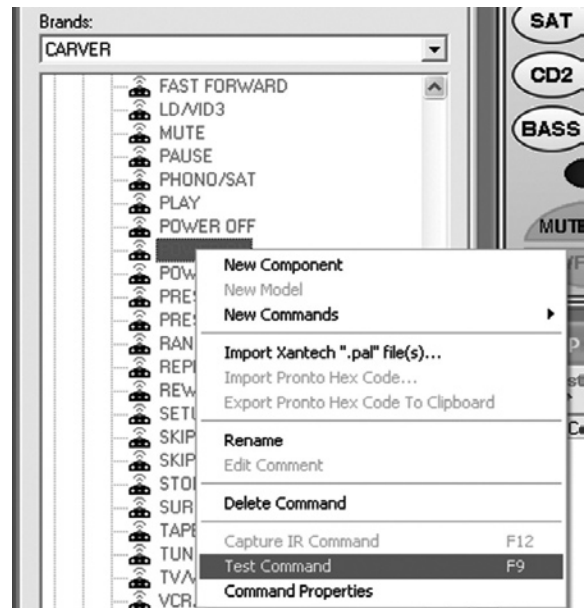 Brands:
CARVER
FAST FORWARD
LD/VID3
MUTE
PAUSE
PHONO/SAT
PLAY
POWER OFF
POW
PRES
PRES
RAN
REPE
REW
SETU
SKIP
SKIP
STO
SUR
TAPE
TUN
TV/V
VCR
New Component
New Model
New Commands
Import Xantech ".pal" file(s)...
Import Pronto Hex Code...
Export Pronto Hex Code To Clipboard
Rename
Edit Comment
Delete Command
Capture IR Command F12
Test Command F9
Command Properties
SAT
CD2
BASS
MUTE